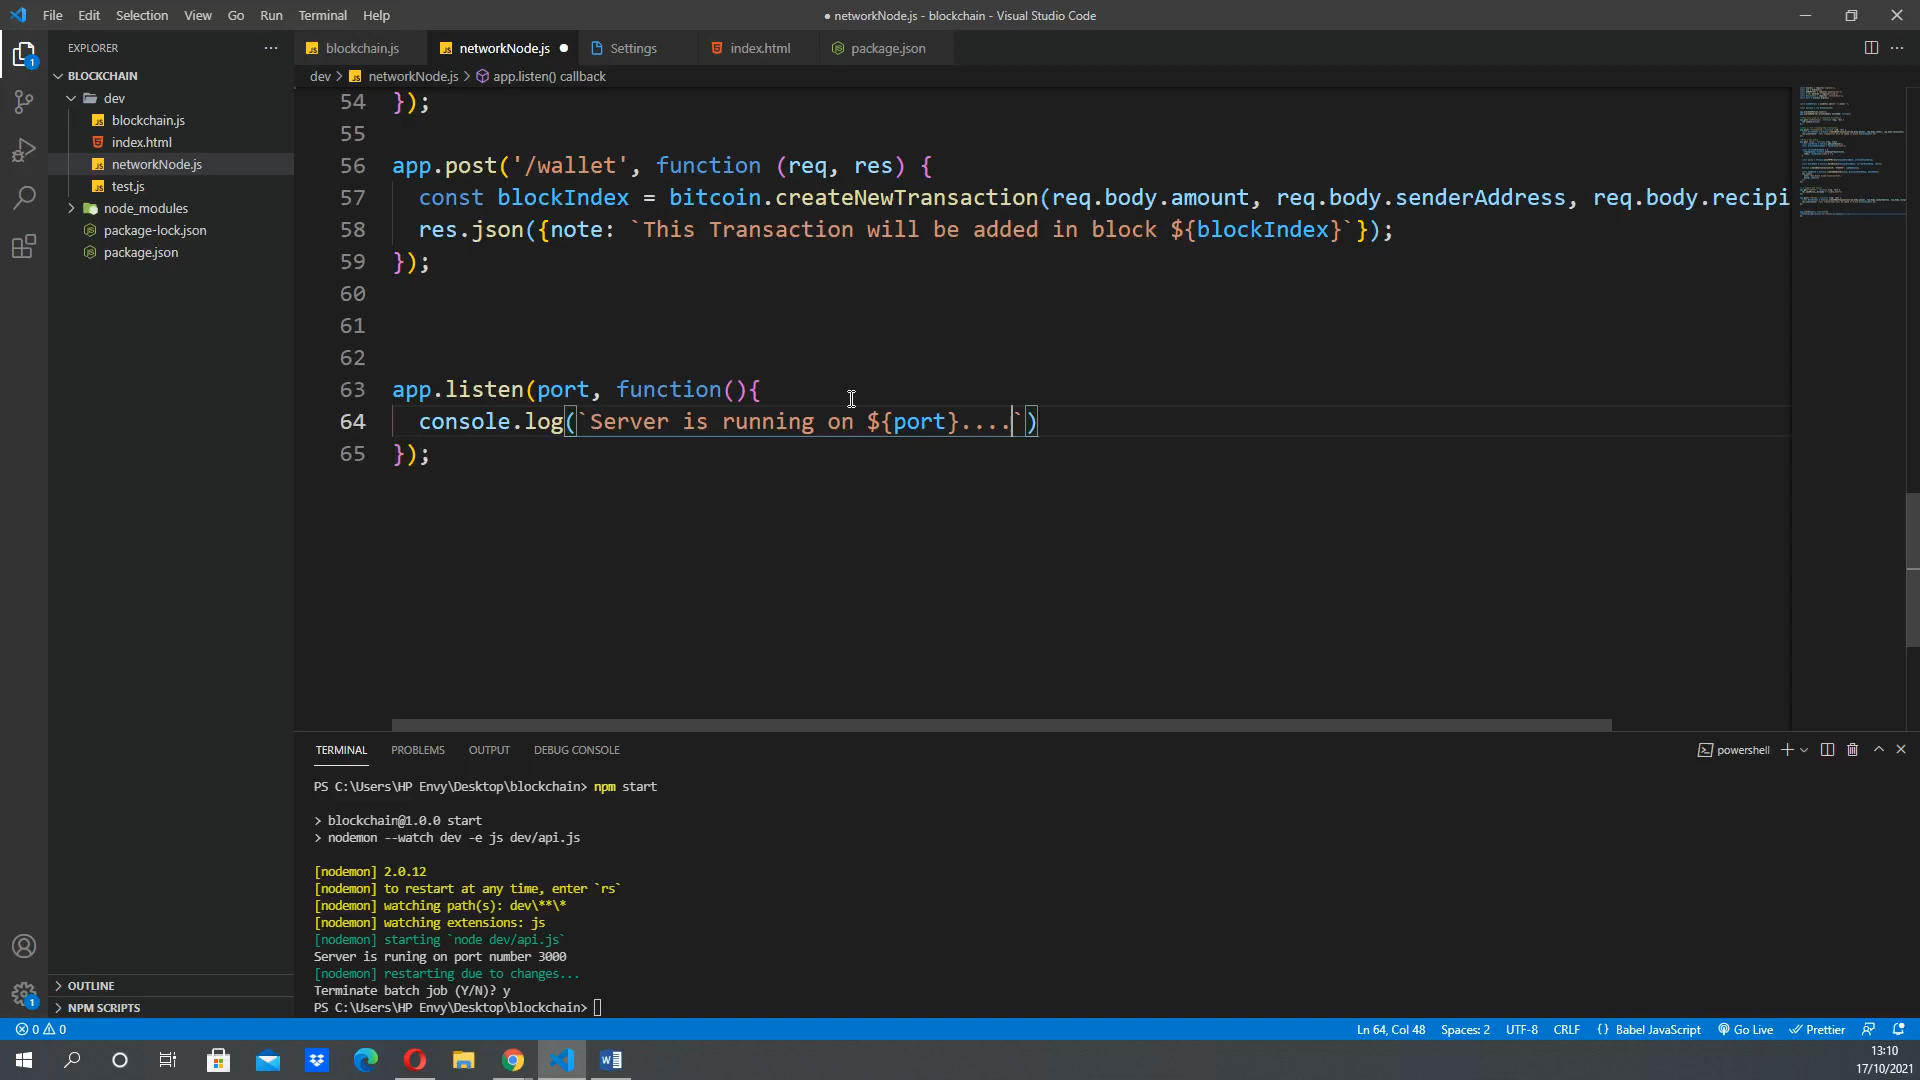 File Edit Selection View Go Run Terminal Help
● networkNode.js - blockchain - Visual Studio Code
EXPLORER
blockchain.js networkNode.js Settings index.html package.json
dev > networkNode.js > app.listen() callback
BLOCKCHAIN
dev
blockchain.js
index.html
networkNode.js
test.js
node_modules
package-lock.json
package.json
OUTLINE
NPM SCRIPTS
54 });
55
56 app.post('/wallet', function (req, res) {
57 const blockIndex = bitcoin.createNewTransaction(req.body.amount, req.body.senderAddress, req.body.recipi
58 res.json({note: `This Transaction will be added in block ${blockIndex}`});
59 });
60
61
62
63 app.listen(port, function(){
64 console.log(`Server is running on ${port}....`)
65 });
TERMINAL PROBLEMS OUTPUT DEBUG CONSOLE
powershell
PS C:\Users\HP Envy\Desktop\blockchain> npm start
> blockchain@1.0.0 start
> nodemon --watch dev -e js dev/api.js
[nodemon] 2.0.12
[nodemon] to restart at any time, enter `rs`
[nodemon] watching path(s): dev\**\*
[nodemon] watching extensions: js
[nodemon] starting `node dev/api.js`
Server is runing on port number 3000
[nodemon] restarting due to changes...
Terminate batch job (Y/N)? y
PS C:\Users\HP Envy\Desktop\blockchain>
0 0
Ln 64, Col 48 Spaces: 2 UTF-8 CRLF {} Babel JavaScript Go Live Prettier
13:10
17/10/2021